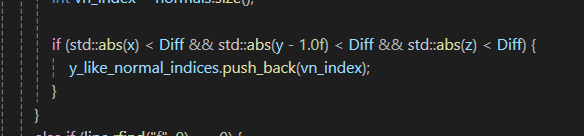 int vn_index = normals.size();
if (std::abs(x) < Diff && std::abs(y - 1.0f) < Diff && std::abs(z) < Diff) {
y_like_normal_indices.push_back(vn_index);
}
}
else if (line.rfind("f", 0) == 0) {